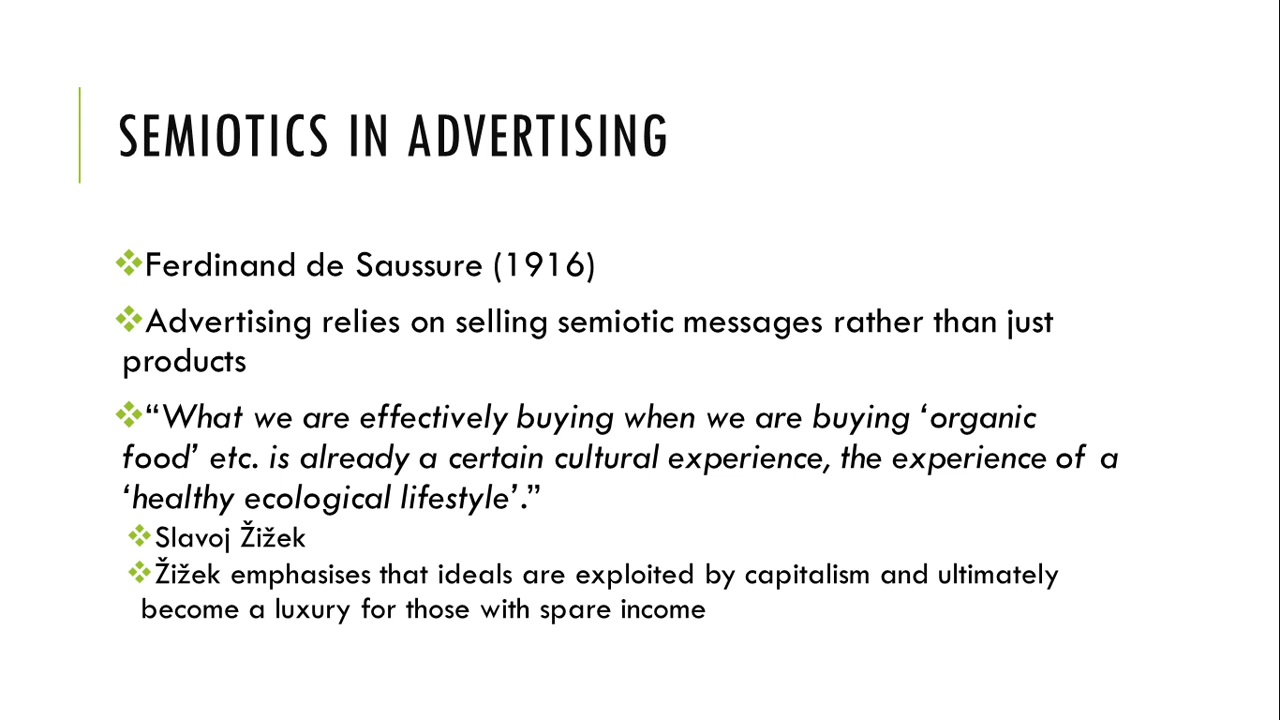 SEMIOTICS IN ADVERTISING
❖Ferdinand de Saussure (1916)
❖Advertising relies on selling semiotic messages rather than just
products
❖“What we are effectively buying when we are buying ‘organic
food’ etc. is already a certain cultural experience, the experience of a
‘healthy ecological lifestyle’.”
❖Slavoj Žižek
❖Žižek emphasises that ideals are exploited by capitalism and ultimately
become a luxury for those with spare income